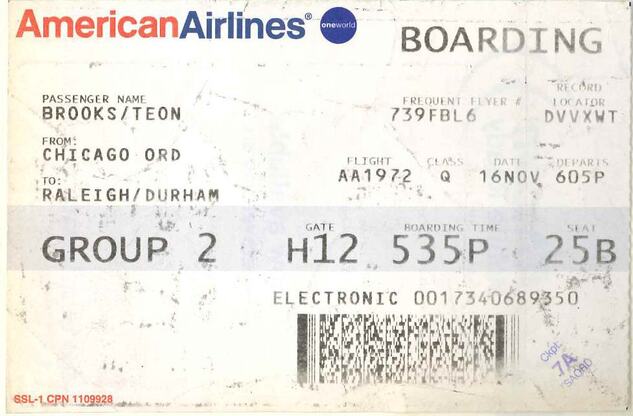 AmericanAirlines® oneworld
BOARDING
PASSENGER NAME
BROOKS/TEON
FREQUENT FLYER #
739FBL6
RECORD
LOCATOR
DVVXWT
FROM:
CHICAGO ORD
TO:
RALEIGH/DURHAM
FLIGHT CLASS DATE DEPARTS
AA1972 Q 16NOV 605P
GATE BOARDING TIME SEAT
GROUP 2 H12 535P 25B
ELECTRONIC 0017340689350
Ckpt
7A
SSL-1 CPN 1109928